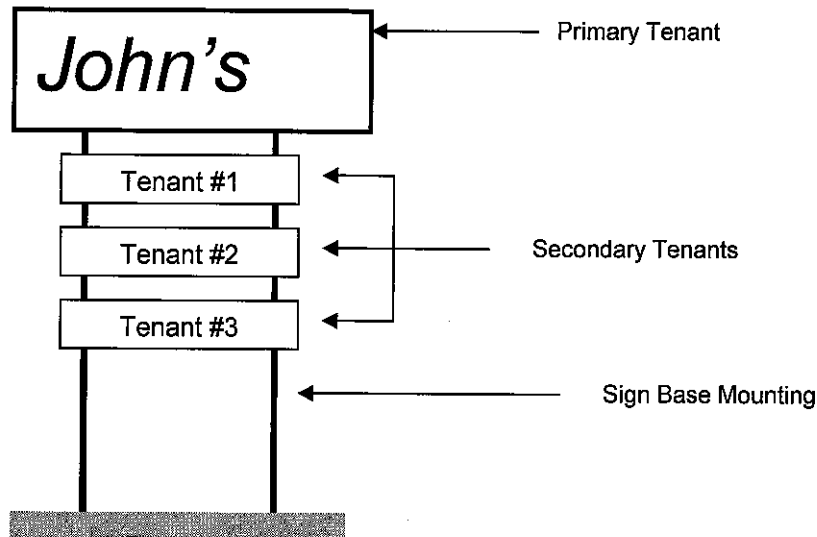 Primary Tenant
John's
Tenant #1
Tenant #2
Secondary Tenants
Tenant #3
Sign Base Mounting